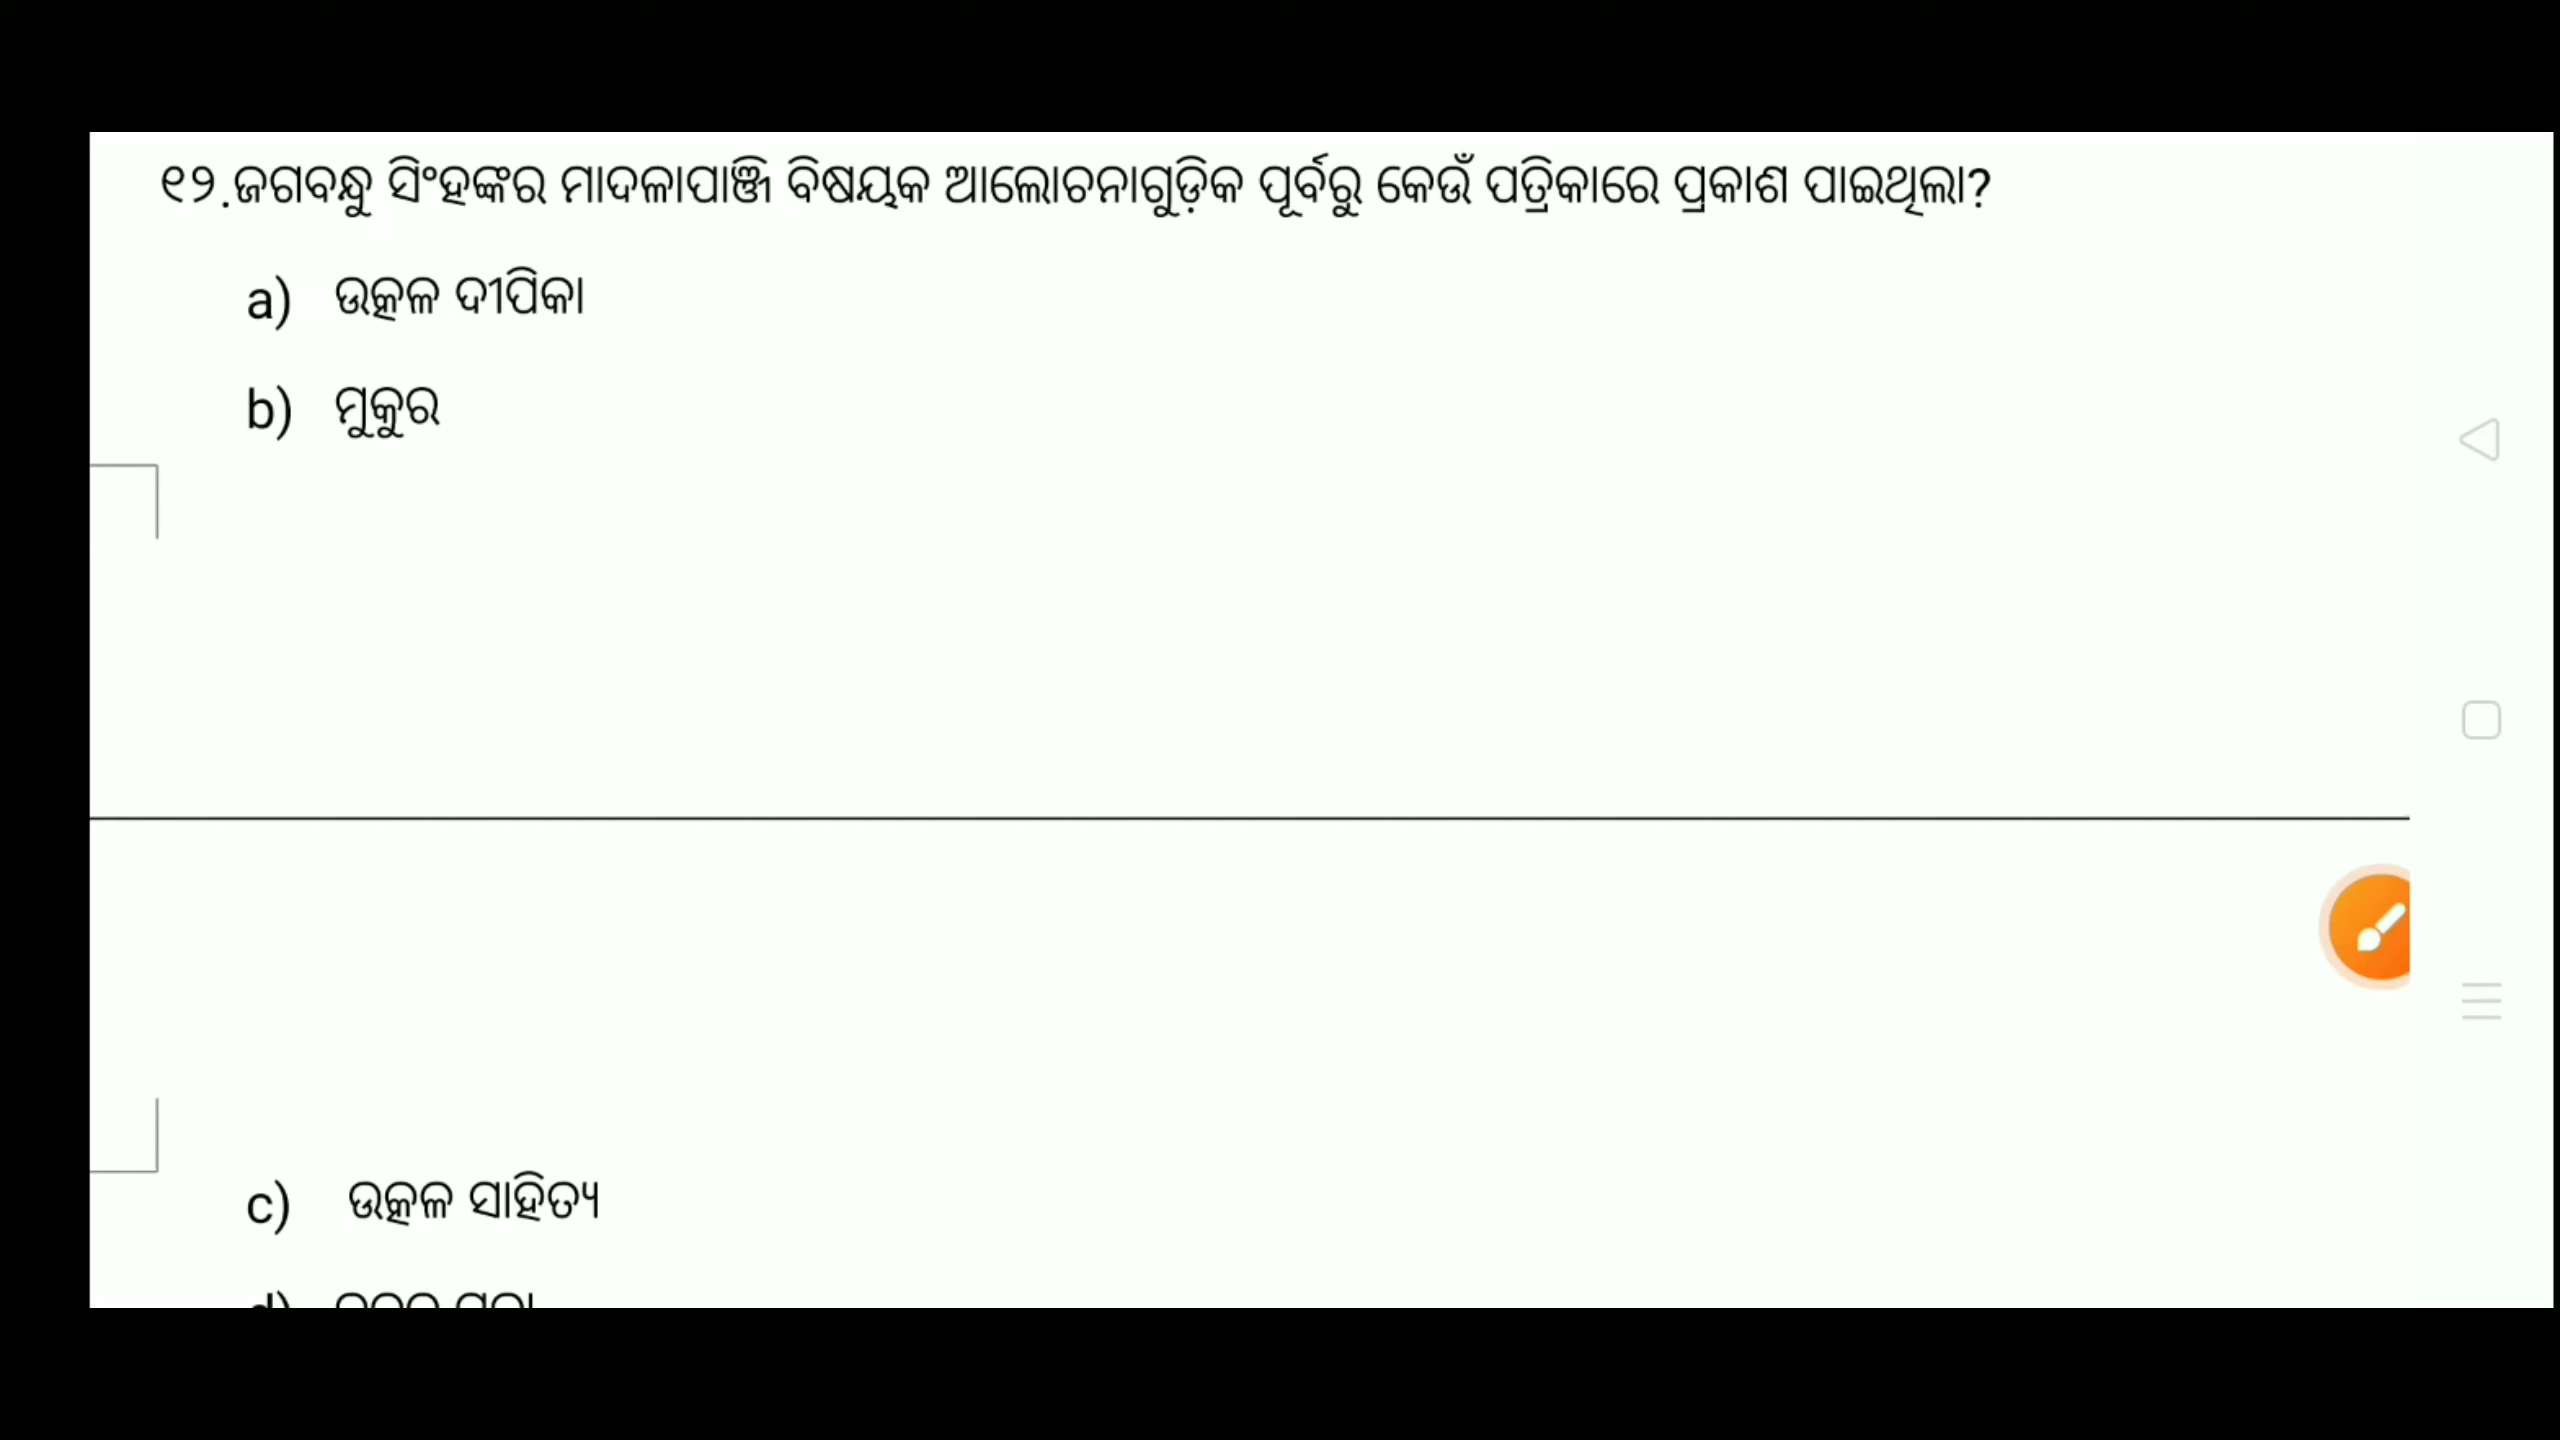 ୧୨.ଜଗବନ୍ଧୁ ସିଂହଙ୍କର ମାଦଳାପାଞ୍ଜି ବିଷୟକ ଆଲୋଚନାଗୁଡ଼ିକ ପୂର୍ବରୁ କେଉଁ ପତ୍ରିକାରେ ପ୍ରକାଶ ପାଇଥିଲା?
a) ଉତ୍କଳ ଦୀପିକା
b) ମୁକୁର
c) ଉତ୍କଳ ସାହିତ୍ୟ
d)